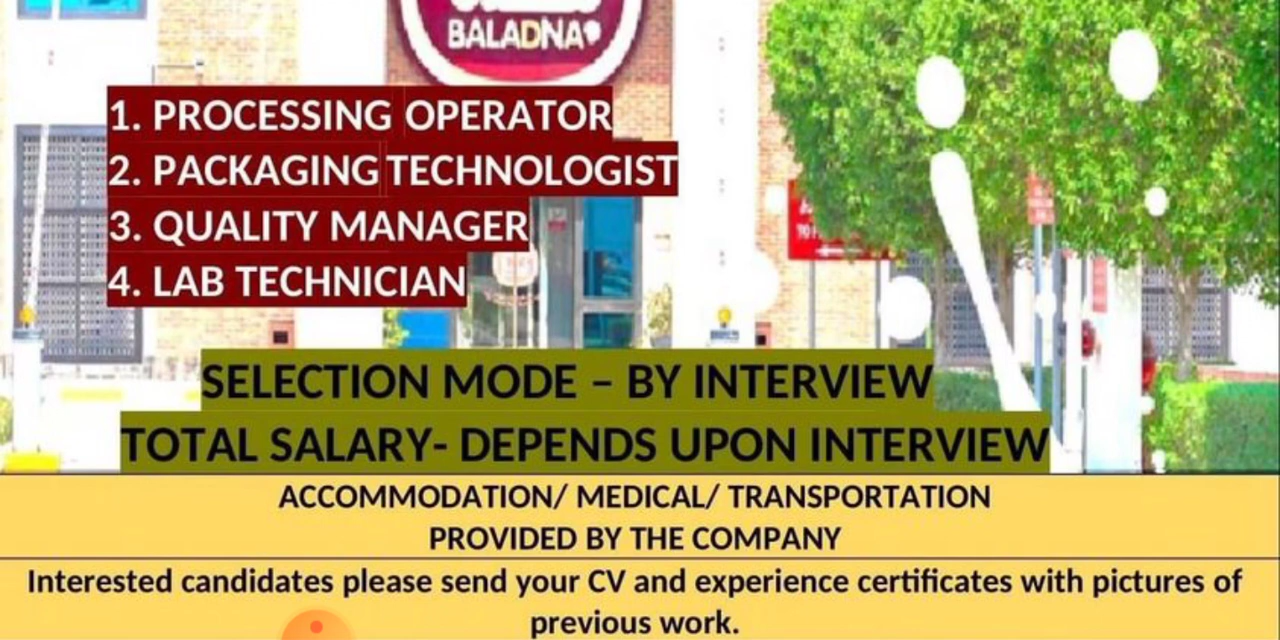 BALADNA
1. PROCESSING OPERATOR
2. PACKAGING TECHNOLOGIST
3. QUALITY MANAGER
4. LAB TECHNICIAN
SELECTION MODE – BY INTERVIEW
TOTAL SALARY- DEPENDS UPON INTERVIEW
ACCOMMODATION/ MEDICAL/ TRANSPORTATION
PROVIDED BY THE COMPANY
Interested candidates please send your CV and experience certificates with pictures of
previous work.